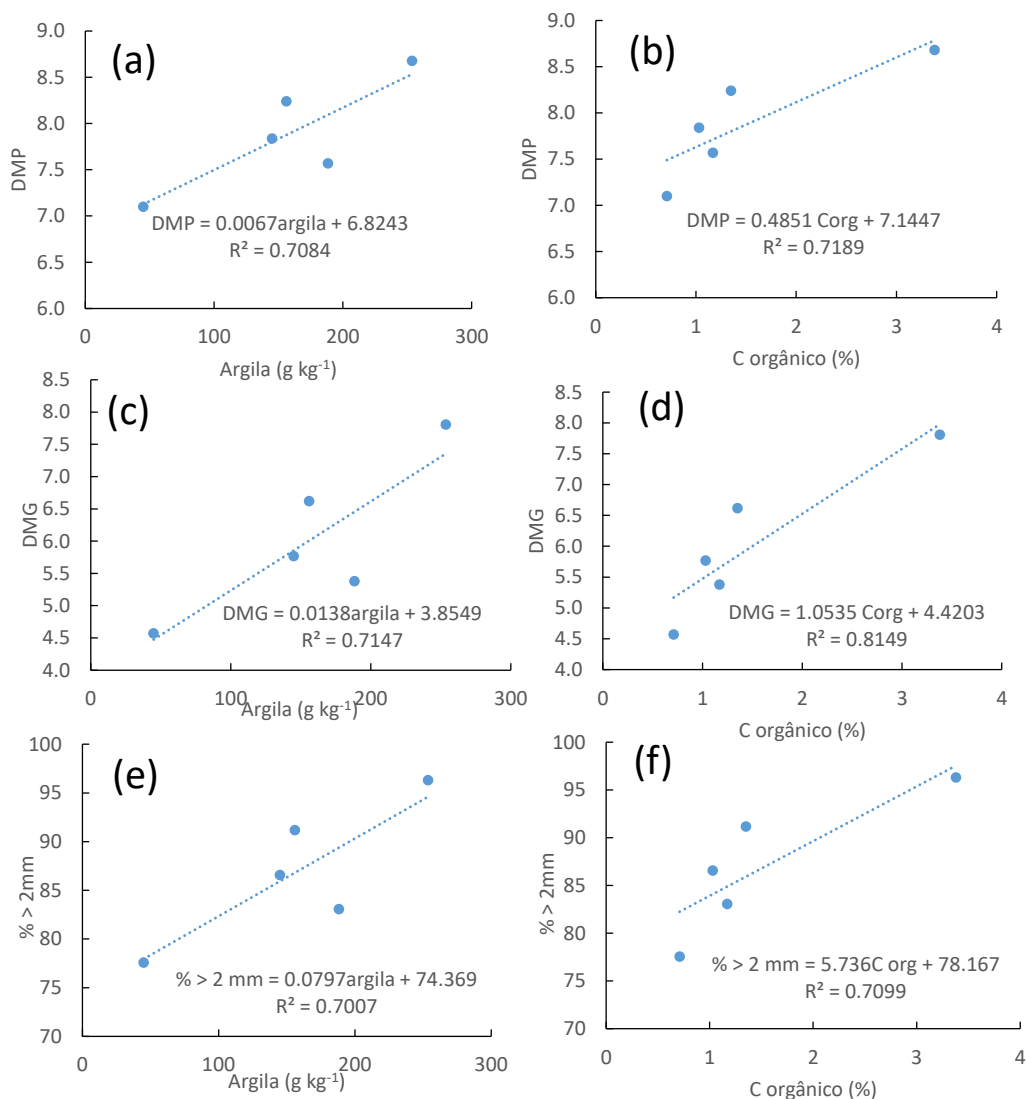 (a)
9.0
8.5
8.0
7.5
7.0
6.5
6.0
DMP
DMP = 0.0067argila + 6.8243
R² = 0.7084
0 100 200 300
Argila (g kg⁻¹)
(b)
9.0
8.5
8.0
7.5
7.0
6.5
6.0
DMP
DMP = 0.4851 Corg + 7.1447
R² = 0.7189
0 1 2 3 4
C orgânico (%)
(c)
8.5
8.0
7.5
7.0
6.5
6.0
5.5
5.0
4.5
4.0
DMG
DMG = 0.0138argila + 3.8549
R² = 0.7147
0 100 200 300
Argila (g kg⁻¹)
(d)
8.5
8.0
7.5
7.0
6.5
6.0
5.5
5.0
4.5
4.0
DMG
DMG = 1.0535 Corg + 4.4203
R² = 0.8149
0 1 2 3 4
C orgânico (%)
(e)
100
95
90
85
80
75
70
% > 2mm
% > 2 mm = 0.0797argila + 74.369
R² = 0.7007
0 100 200 300
Argila (g kg⁻¹)
(f)
100
95
90
85
80
75
70
% > 2mm
% > 2 mm = 5.736C org + 78.167
R² = 0.7099
0 1 2 3 4
C orgânico (%)